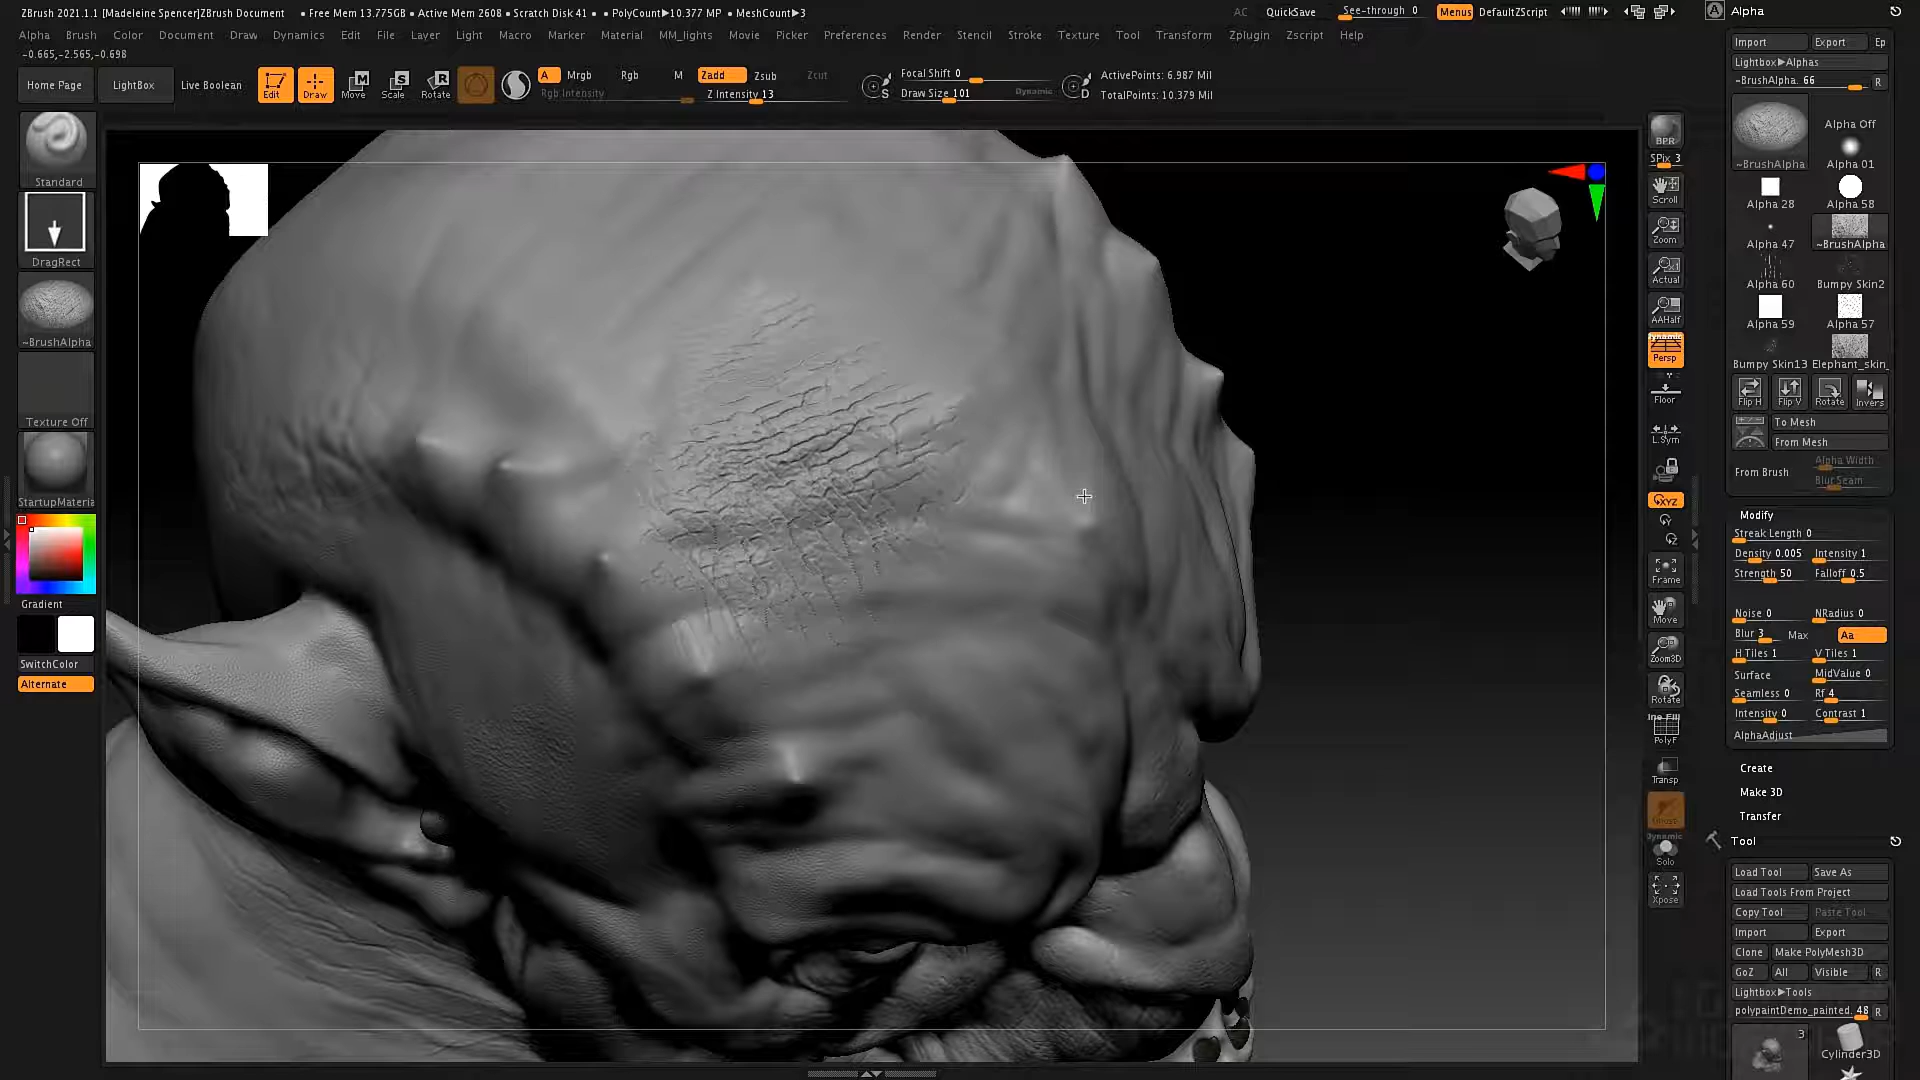 ZBrush 2021.1.1 [Madeleine Spencer]ZBrush Document • Free Mem 13.775GB • Active Mem 2608 • Scratch Disk 41 • • PolyCount▶10.377 MP • MeshCount▶3 AC QuickSave See-through 0 Menus DefaultZScript
Alpha Brush Color Document Draw Dynamics Edit File Layer Light Macro Marker Material MM_lights Movie Picker Preferences Render Stencil Stroke Texture Tool Transform Zplugin Zscript Help
-0.665,-2.565,-0.698
Home Page LightBox Live Boolean Edit Draw Move Scale Rotate
A Mrgb Rgb M Zadd Zsub Zcut
Rgb Intensity Z Intensity 13
Focal Shift 0
Draw Size 101 Dynamic
ActivePoints: 6.987 Mil
TotalPoints: 10.379 Mil
Standard
DragRect
~BrushAlpha
Texture Off
StartupMateria
Gradient
SwitchColor
Alternate
BPR
SPix 3
Scroll
Zoom
Actual
AAHalf
Dynamic
Persp
Floor
L.Sym
XYZ
Y
Z
Frame
Move
Zoom3D
Rotate
Line Fill
PolyF
Transp
Ghost
Dynamic
Solo
Xpose
Alpha
Import Export Ep
Lightbox▶Alphas
~BrushAlpha. 66 R
~BrushAlpha Alpha Off
Alpha 01
Alpha 28 Alpha 58
Alpha 47 ~BrushAlpha
Alpha 60 Bumpy Skin2
Alpha 59 Alpha 57
Bumpy Skin13 Elephant_skin_
Flip H Flip V Rotate Invers
To Mesh
From Mesh
From Brush Alpha Width
Blur Seam
Modify
Streak Length 0
Density 0.005 Intensity 1
Strength 50 Falloff 0.5
Noise 0 NRadius 0
Blur 3 Max Aa
H Tiles 1 V Tiles 1
Surface MidValue 0
Seamless 0 Rf 4
Intensity 0 Contrast 1
AlphaAdjust
Create
Make 3D
Transfer
Tool
Load Tool Save As
Load Tools From Project
Copy Tool Paste Tool
Import Export
Clone Make PolyMesh3D
GoZ All Visible R
Lightbox▶Tools
polypaintDemo_painted. 48 R
3
Cylinder3D